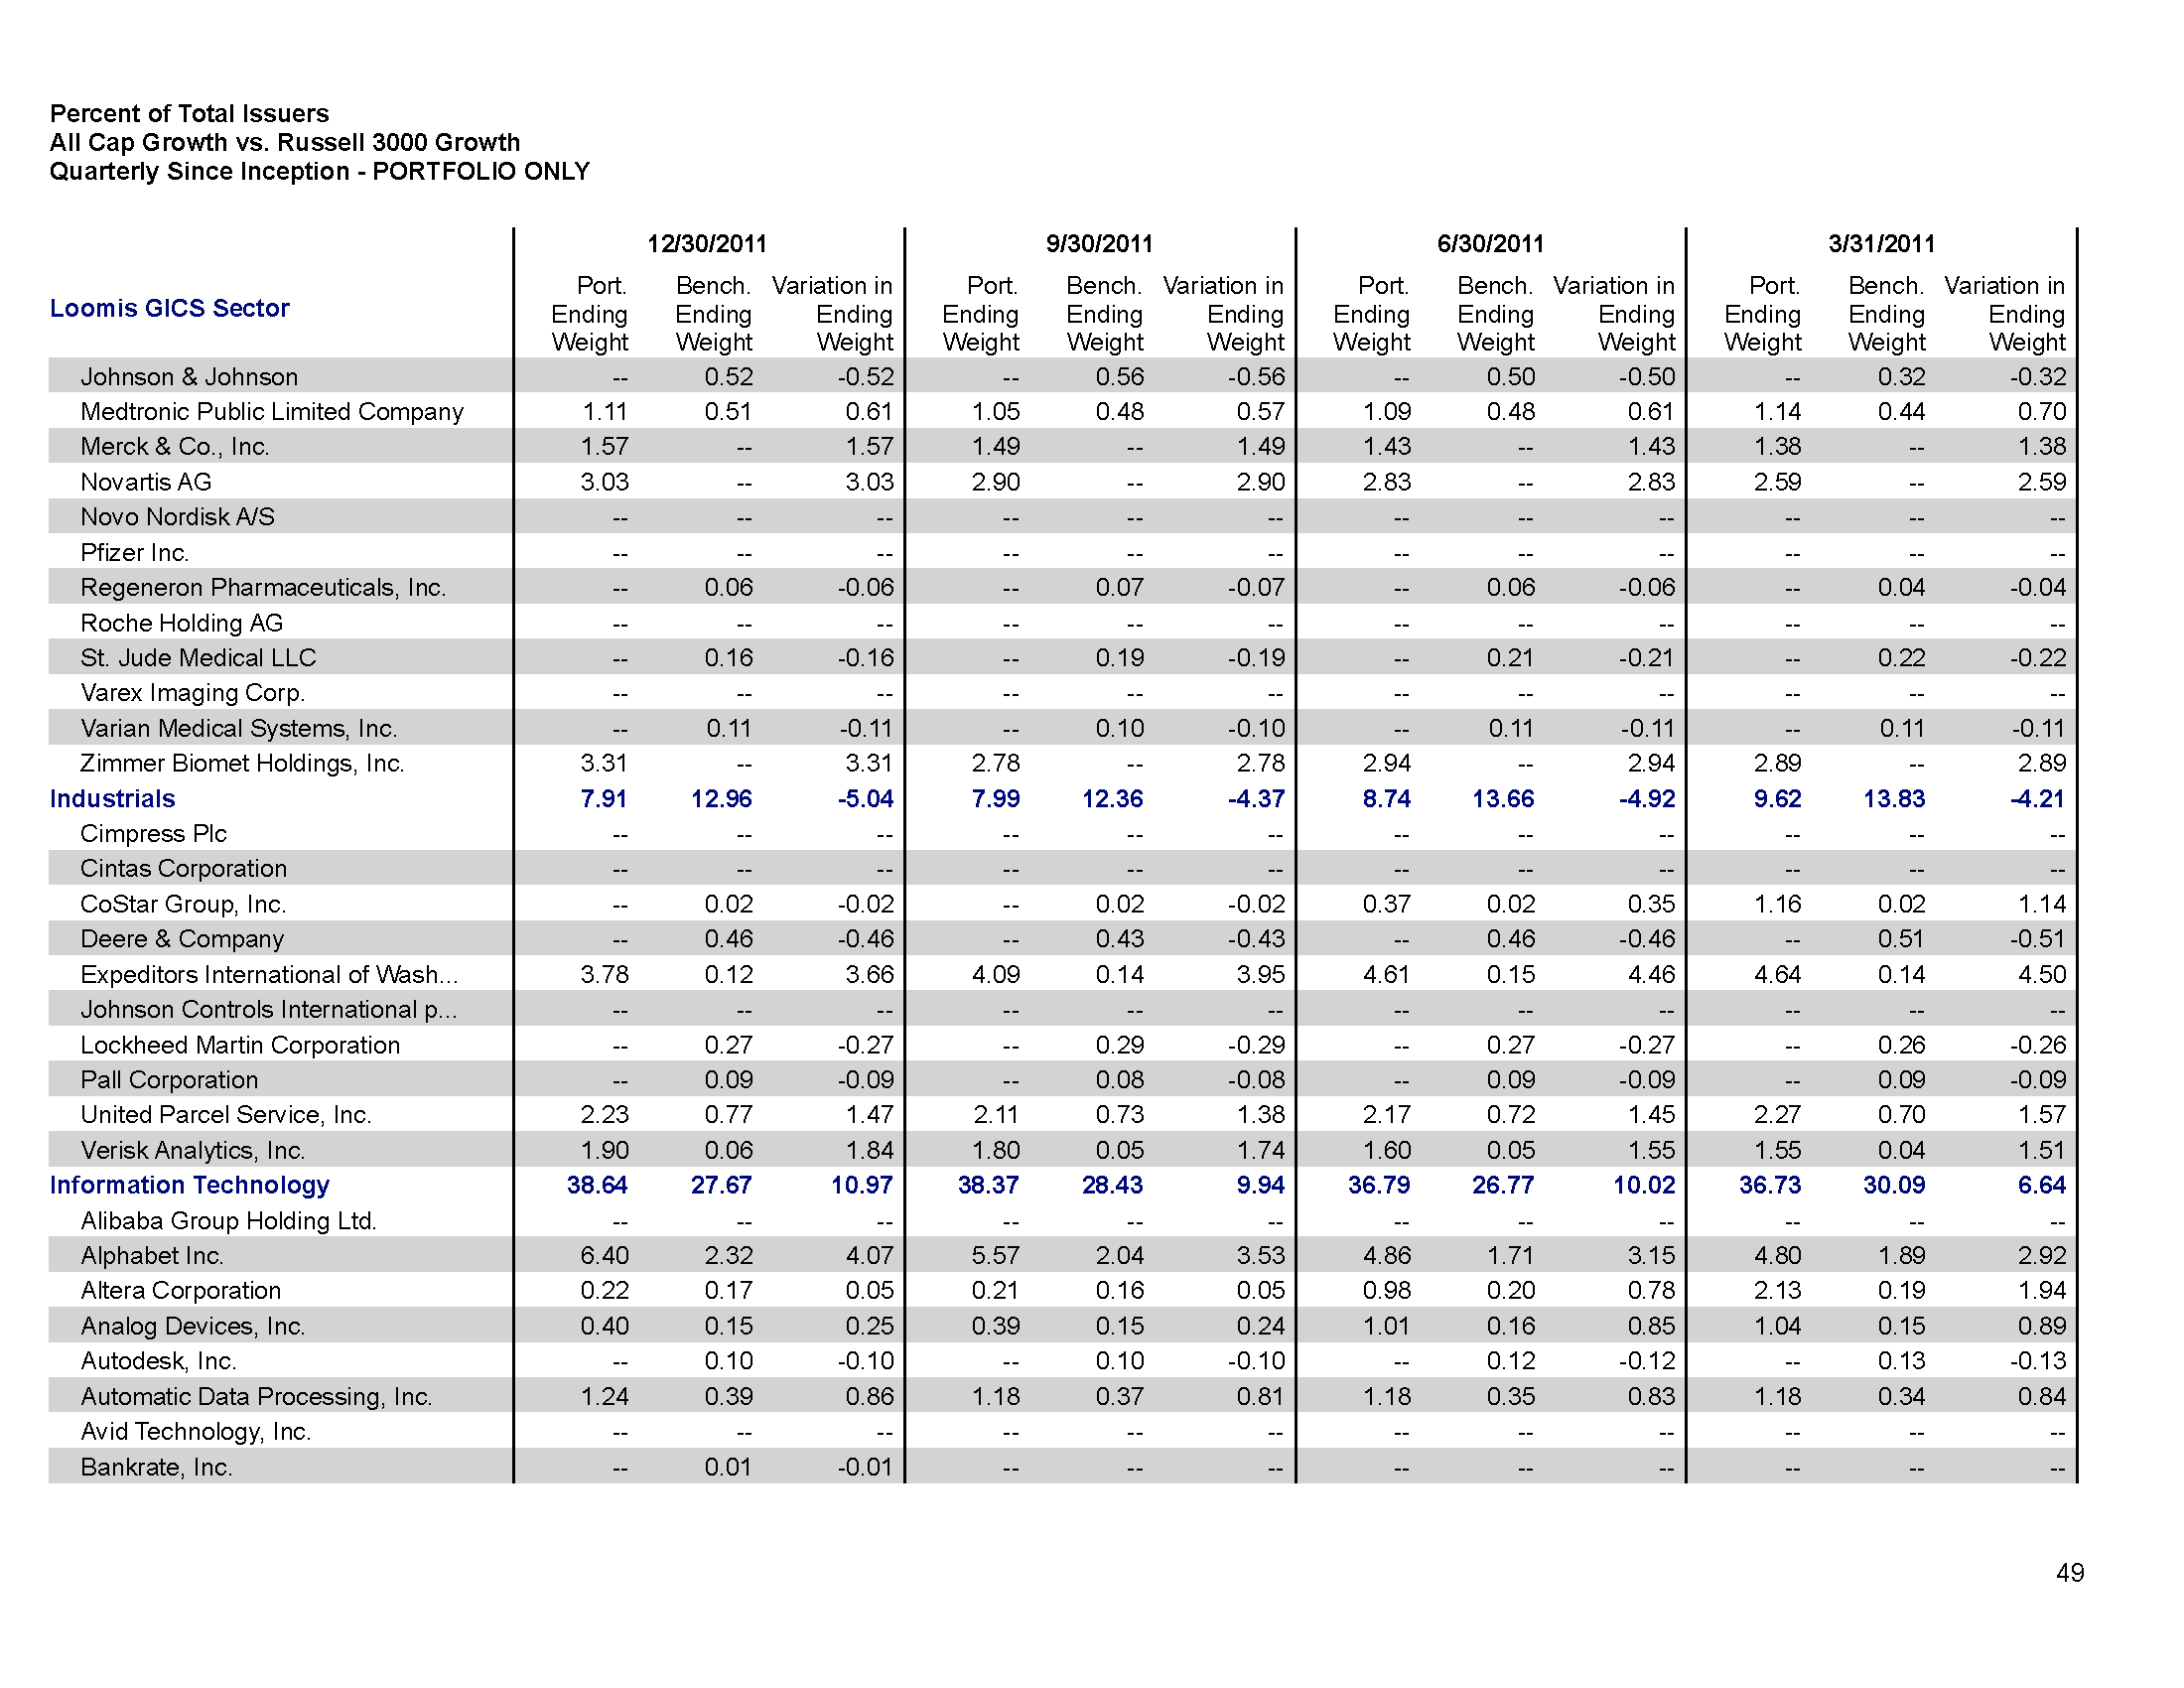 Percent of Total Issuers
All Cap Growth vs. Russell 3000 Growth
Quarterly Since Inception - PORTFOLIO ONLY
12/30/2011 9/30/2011 6/30/2011 3/31/2011
Port. Bench. Variation in Port. Bench. Variation in Port. Bench. Variation in Port. Bench. Variation in
Loomis GICS Sector Ending Ending Ending Ending Ending Ending Ending Ending Ending Ending Ending Ending
Weight Weight Weight Weight Weight Weight Weight Weight Weight Weight Weight Weight
Johnson & Johnson -- 0.52 -0.52 -- 0.56 -0.56 -- 0.50 -0.50 -- 0.32 -0.32
Medtronic Public Limited Company 1.11 0.51 0.61 1.05 0.48 0.57 1.09 0.48 0.61 1.14 0.44 0.70
Merck & Co., Inc. 1.57 -- 1.57 1.49 -- 1.49 1.43 -- 1.43 1.38 -- 1.38
Novartis AG 3.03 -- 3.03 2.90 -- 2.90 2.83 -- 2.83 2.59 -- 2.59
Novo Nordisk A/S -- -- -- -- -- -- -- -- -- -- -- --
Pfizer Inc. -- -- -- -- -- -- -- -- -- -- -- --
Regeneron Pharmaceuticals, Inc. -- 0.06 -0.06 -- 0.07 -0.07 -- 0.06 -0.06 -- 0.04 -0.04
Roche Holding AG -- -- -- -- -- -- -- -- -- -- -- --
St. Jude Medical LLC -- 0.16 -0.16 -- 0.19 -0.19 -- 0.21 -0.21 -- 0.22 -0.22
Varex Imaging Corp. -- -- -- -- -- -- -- -- -- -- -- --
Varian Medical Systems, Inc. -- 0.11 -0.11 -- 0.10 -0.10 -- 0.11 -0.11 -- 0.11 -0.11
Zimmer Biomet Holdings, Inc. 3.31 -- 3.31 2.78 -- 2.78 2.94 -- 2.94 2.89 -- 2.89
Industrials 7.91 12.96 -5.04 7.99 12.36 -4.37 8.74 13.66 -4.92 9.62 13.83 -4.21
Cimpress Plc -- -- -- -- -- -- -- -- -- -- -- --
Cintas Corporation -- -- -- -- -- -- -- -- -- -- -- --
CoStar Group, Inc. -- 0.02 -0.02 -- 0.02 -0.02 0.37 0.02 0.35 1.16 0.02 1.14
Deere & Company -- 0.46 -0.46 -- 0.43 -0.43 -- 0.46 -0.46 -- 0.51 -0.51
Expeditors International of Wash... 3.78 0.12 3.66 4.09 0.14 3.95 4.61 0.15 4.46 4.64 0.14 4.50
Johnson Controls International p... -- -- -- -- -- -- -- -- -- -- -- --
Lockheed Martin Corporation -- 0.27 -0.27 -- 0.29 -0.29 -- 0.27 -0.27 -- 0.26 -0.26
Pall Corporation -- 0.09 -0.09 -- 0.08 -0.08 -- 0.09 -0.09 -- 0.09 -0.09
United Parcel Service, Inc. 2.23 0.77 1.47 2.11 0.73 1.38 2.17 0.72 1.45 2.27 0.70 1.57
Verisk Analytics, Inc. 1.90 0.06 1.84 1.80 0.05 1.74 1.60 0.05 1.55 1.55 0.04 1.51
Information Technology 38.64 27.67 10.97 38.37 28.43 9.94 36.79 26.77 10.02 36.73 30.09 6.64
Alibaba Group Holding Ltd. -- -- -- -- -- -- -- -- -- -- -- --
Alphabet Inc. 6.40 2.32 4.07 5.57 2.04 3.53 4.86 1.71 3.15 4.80 1.89 2.92
Altera Corporation 0.22 0.17 0.05 0.21 0.16 0.05 0.98 0.20 0.78 2.13 0.19 1.94
Analog Devices, Inc. 0.40 0.15 0.25 0.39 0.15 0.24 1.01 0.16 0.85 1.04 0.15 0.89
Autodesk, Inc. -- 0.10 -0.10 -- 0.10 -0.10 -- 0.12 -0.12 -- 0.13 -0.13
Automatic Data Processing, Inc. 1.24 0.39 0.86 1.18 0.37 0.81 1.18 0.35 0.83 1.18 0.34 0.84
Avid Technology, Inc. -- -- -- -- -- -- -- -- -- -- -- --
Bankrate, Inc. -- 0.01 -0.01 -- -- -- -- -- -- -- -- --
49